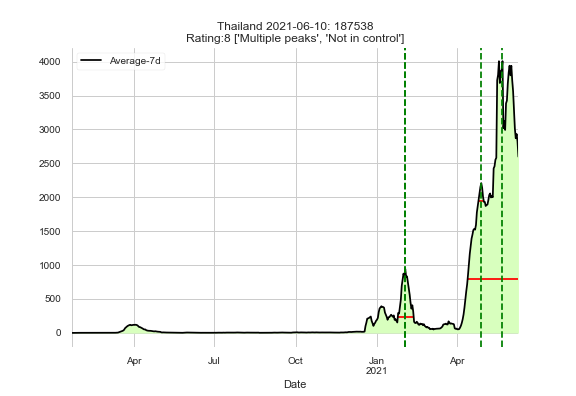 Thailand 2021-06-10: 187538
Rating:8 ['Multiple peaks', 'Not in control']
Average-7d
4000
3500
3000
2500
2000
1500
1000
500
0
Apr Jul Oct Jan Apr
2021
Date